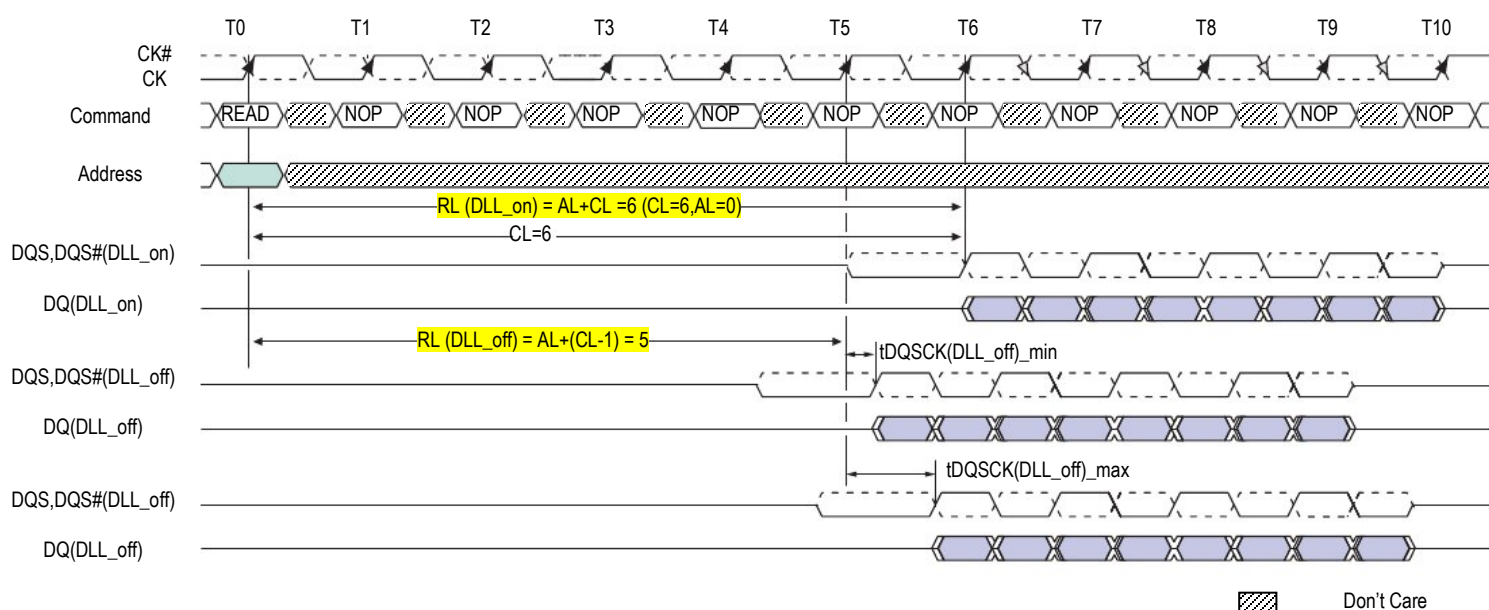 T0 T1 T2 T3 T4 T5 T6 T7 T8 T9 T10
CK#
CK
Command READ NOP NOP NOP NOP NOP NOP NOP NOP NOP NOP
Address
RL (DLL_on) = AL+CL =6 (CL=6,AL=0)
CL=6
DQS,DQS#(DLL_on)
DQ(DLL_on)
RL (DLL_off) = AL+(CL-1) = 5
tDQSCK(DLL_off)_min
DQS,DQS#(DLL_off)
DQ(DLL_off)
tDQSCK(DLL_off)_max
DQS,DQS#(DLL_off)
DQ(DLL_off)
Don't Care